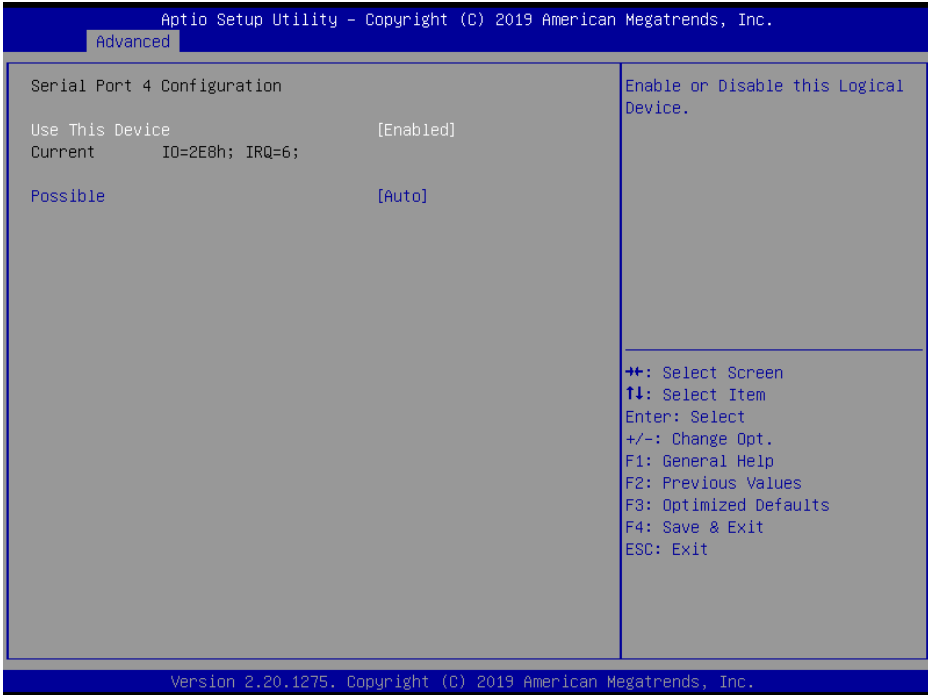 Aptio Setup Utility – Copyright (C) 2019 American Megatrends, Inc.
Advanced
Serial Port 4 Configuration
Use This Device [Enabled]
Current IO=2E8h; IRQ=6;
Possible [Auto]
Enable or Disable this Logical
Device.
→←: Select Screen
↑↓: Select Item
Enter: Select
+/-: Change Opt.
F1: General Help
F2: Previous Values
F3: Optimized Defaults
F4: Save & Exit
ESC: Exit
Version 2.20.1275. Copyright (C) 2019 American Megatrends, Inc.